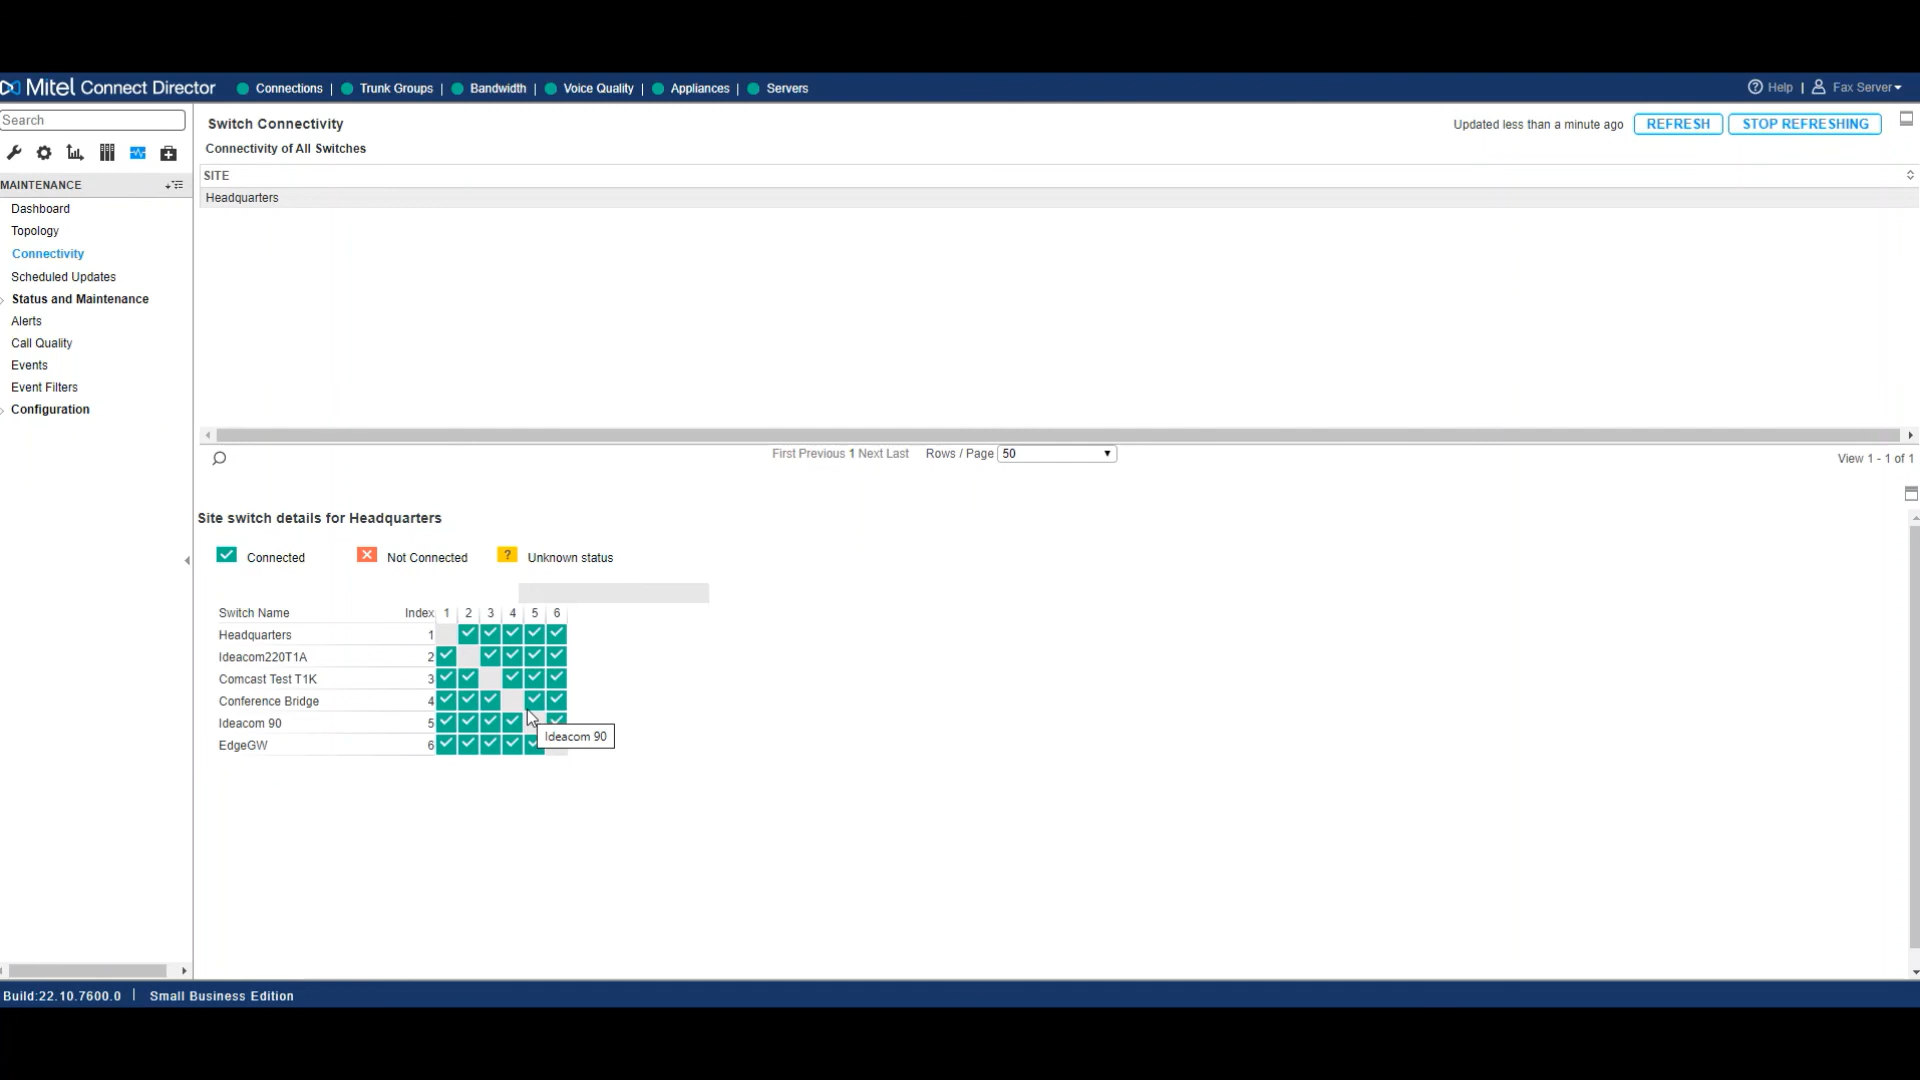 Mitel Connect Director Connections | Trunk Groups | Bandwidth | Voice Quality | Appliances | Servers Help | Fax Server
Search
Switch Connectivity
Updated less than a minute ago REFRESH STOP REFRESHING
Connectivity of All Switches
SITE
Headquarters
MAINTENANCE
Dashboard
Topology
Connectivity
Scheduled Updates
Status and Maintenance
Alerts
Call Quality
Events
Event Filters
Configuration
First Previous 1 Next Last Rows / Page 50
View 1 - 1 of 1
Site switch details for Headquarters
Connected Not Connected ? Unknown status
Switch Name Index 1 2 3 4 5 6
Headquarters 1
Ideacom220T1A 2
Comcast Test T1K 3
Conference Bridge 4
Ideacom 90 5
Ideacom 90
EdgeGW 6
Build:22.10.7600.0 | Small Business Edition